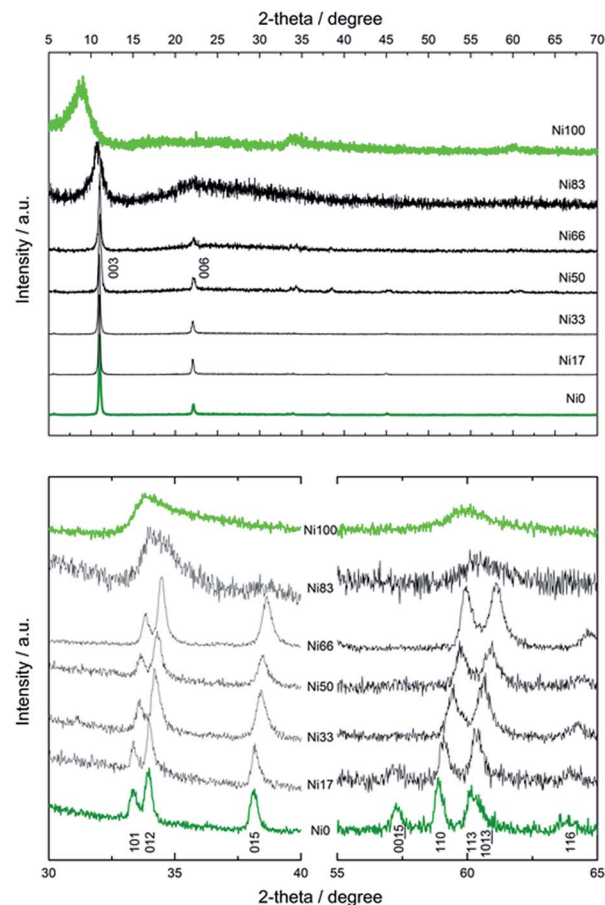 2-theta / degree
5 10 15 20 25 30 35 40 45 50 55 60 65 70
Intensity / a.u.
Ni100
Ni83
Ni66
003
006
Ni50
Ni33
Ni17
Ni0
Intensity / a.u.
Ni100
Ni83
Ni66
Ni50
Ni33
Ni17
Ni0
101
012
015
0015
110
113
1013
116
30 35 40 55 60 65
2-theta / degree